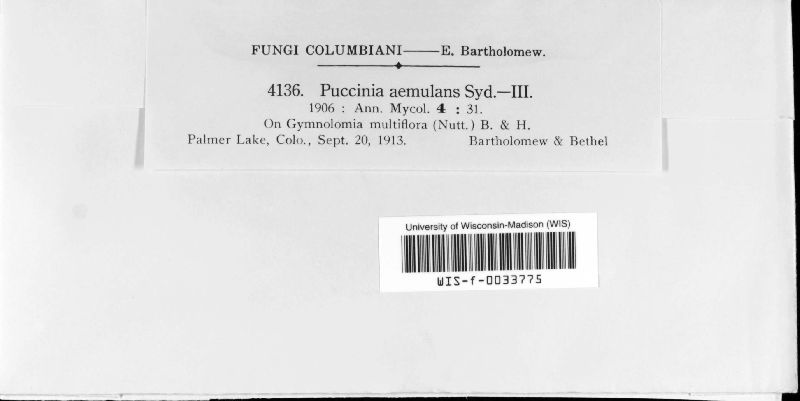 FUNGI COLUMBIANI——E. Bartholomew.
4136. Puccinia aemulans Syd.—III.
1906 : Ann. Mycol. 4 : 31.
On Gymnolomia multiflora (Nutt.) B. & H.
Palmer Lake, Colo., Sept. 20, 1913. Bartholomew & Bethel
University of Wisconsin-Madison (WIS)
WIS-f-0033775